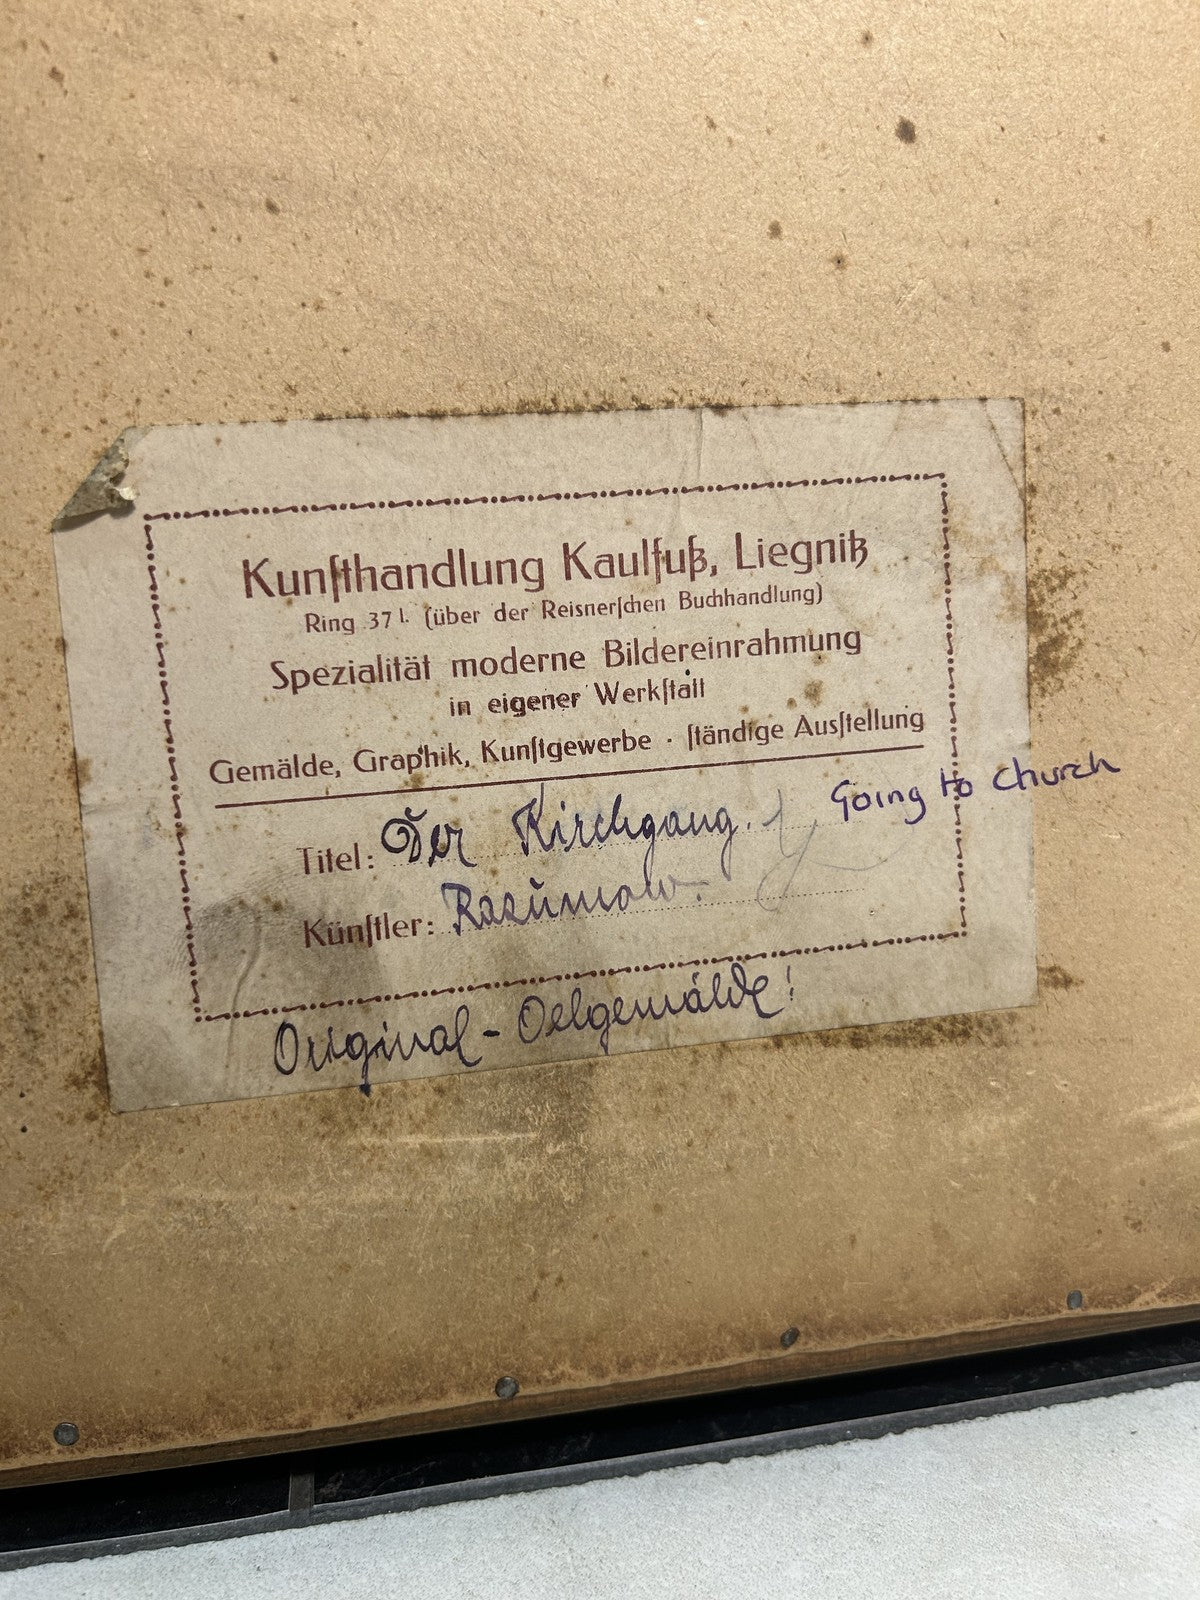 Kunſthandlung Kaulfuß, Liegnitz
Ring 37 I. (über der Reisnerſchen Buchhandlung)
Spezialität moderne Bildereinrahmung
in eigener Werkſtatt
Gemälde, Graphik, Kunſtgewerbe · ſtändige Ausſtellung
Titel: Der Kirchgang. Going to church
Künſtler: Rasumow.
Original-Oelgemälde!